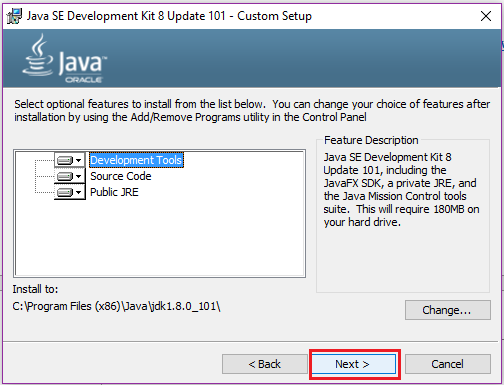 Java SE Development Kit 8 Update 101 - Custom Setup
Java
ORACLE
Select optional features to install from the list below. You can change your choice of features after
installation by using the Add/Remove Programs utility in the Control Panel
Development Tools
Source Code
Public JRE
Feature Description
Java SE Development Kit 8
Update 101, including the
JavaFX SDK, a private JRE, and
the Java Mission Control tools
suite. This will require 180MB on
your hard drive.
Install to:
C:\Program Files (x86)\Java\jdk1.8.0_101\
Change...
< Back
Next >
Cancel